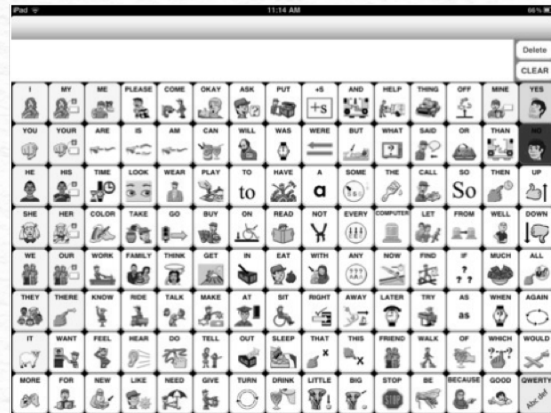 iPad 11:14 AM 66%
Delete
CLEAR
I MY ME PLEASE COME OKAY ASK PUT +S AND HELP THING OFF MINE YES
+s
YOU YOUR ARE IS AM CAN WILL WAS WERE BUT WHAT SAID OR THAN NO
HE HIS TIME LOOK WEAR PLAY TO HAVE A SOME THE CALL SO THEN UP
to a So
SHE HER COLOR TAKE GO BUY ON READ NOT EVERY COMPUTER LET FROM WELL DOWN
WE OUR WORK FAMILY THINK GET IN EAT WITH ANY NOW FIND IF MUCH ALL
THEY THERE KNOW RIDE TALK MAKE AT SIT RIGHT AWAY LATER TRY AS WHEN AGAIN
as
IT WANT FEEL HEAR DO TELL OUT SLEEP THAT THIS FRIEND WALK OF WHICH WOULD
MORE FOR NEW LIKE NEED GIVE TURN DRINK LITTLE BIG STOP BE BECAUSE GOOD QWERTY
STOP Abc def